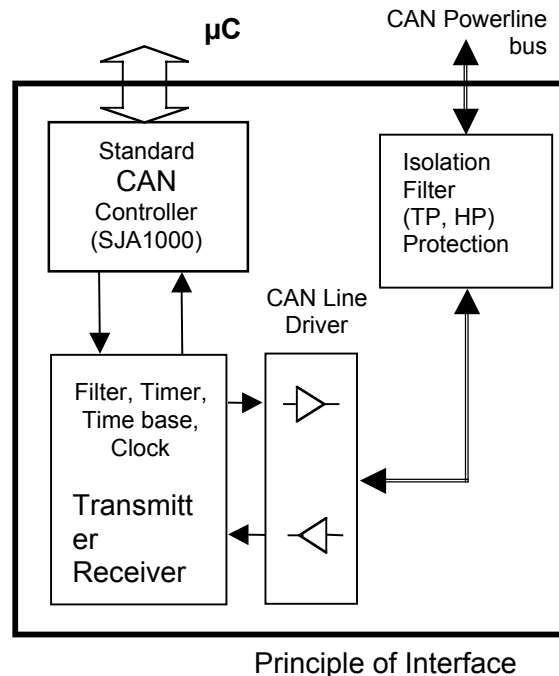 µC
CAN Powerline
bus
Standard
CAN
Controller
(SJA1000)
Isolation
Filter
(TP, HP)
Protection
CAN Line
Driver
Filter, Timer,
Time base,
Clock
Transmitt
er
Receiver
Principle of Interface